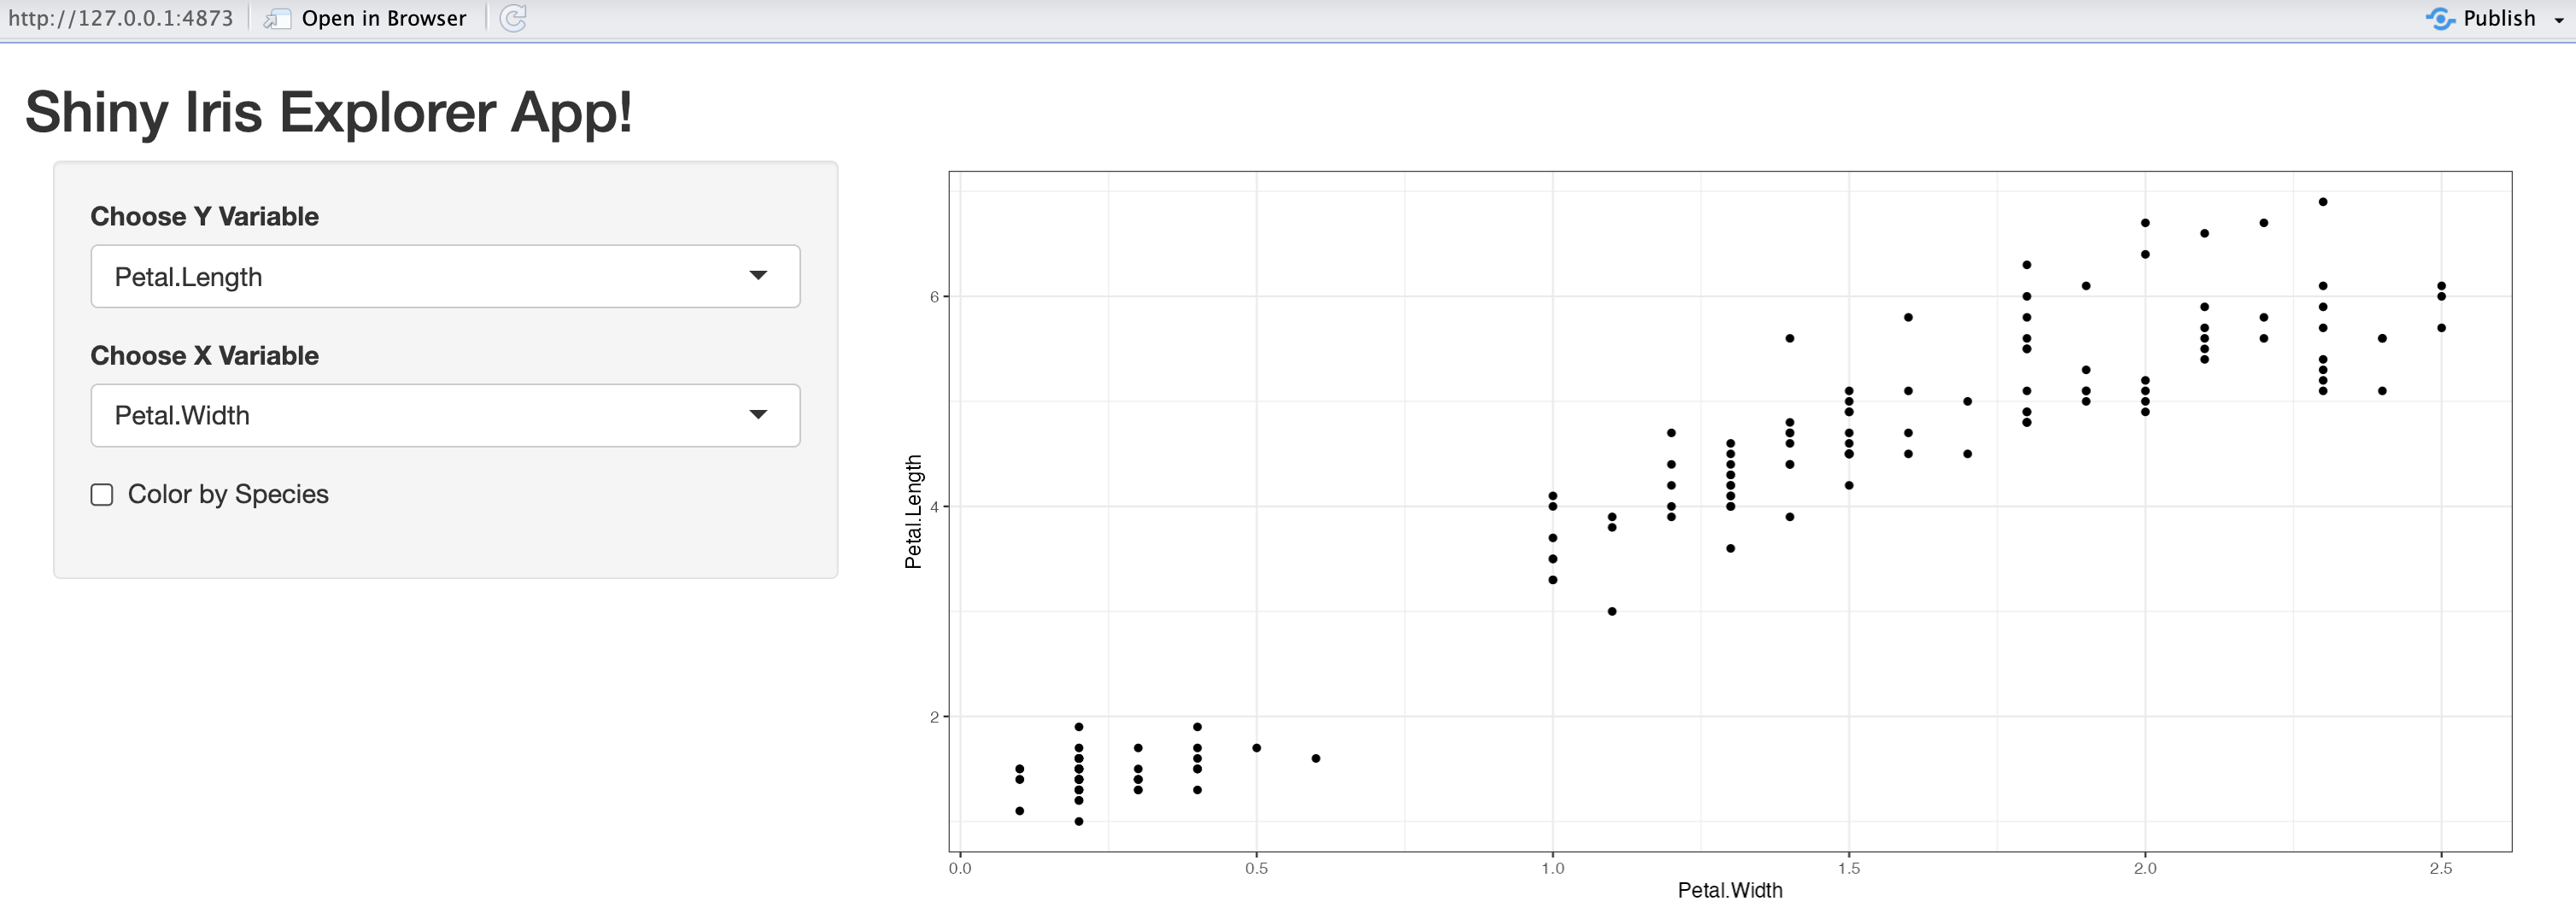 http://127.0.0.1:4873 Open in Browser Publish
Shiny Iris Explorer App!
Choose Y Variable
Petal.Length
Choose X Variable
Petal.Width
Color by Species
Petal.Length
6
4
2
0.0 0.5 1.0 1.5 2.0 2.5
Petal.Width